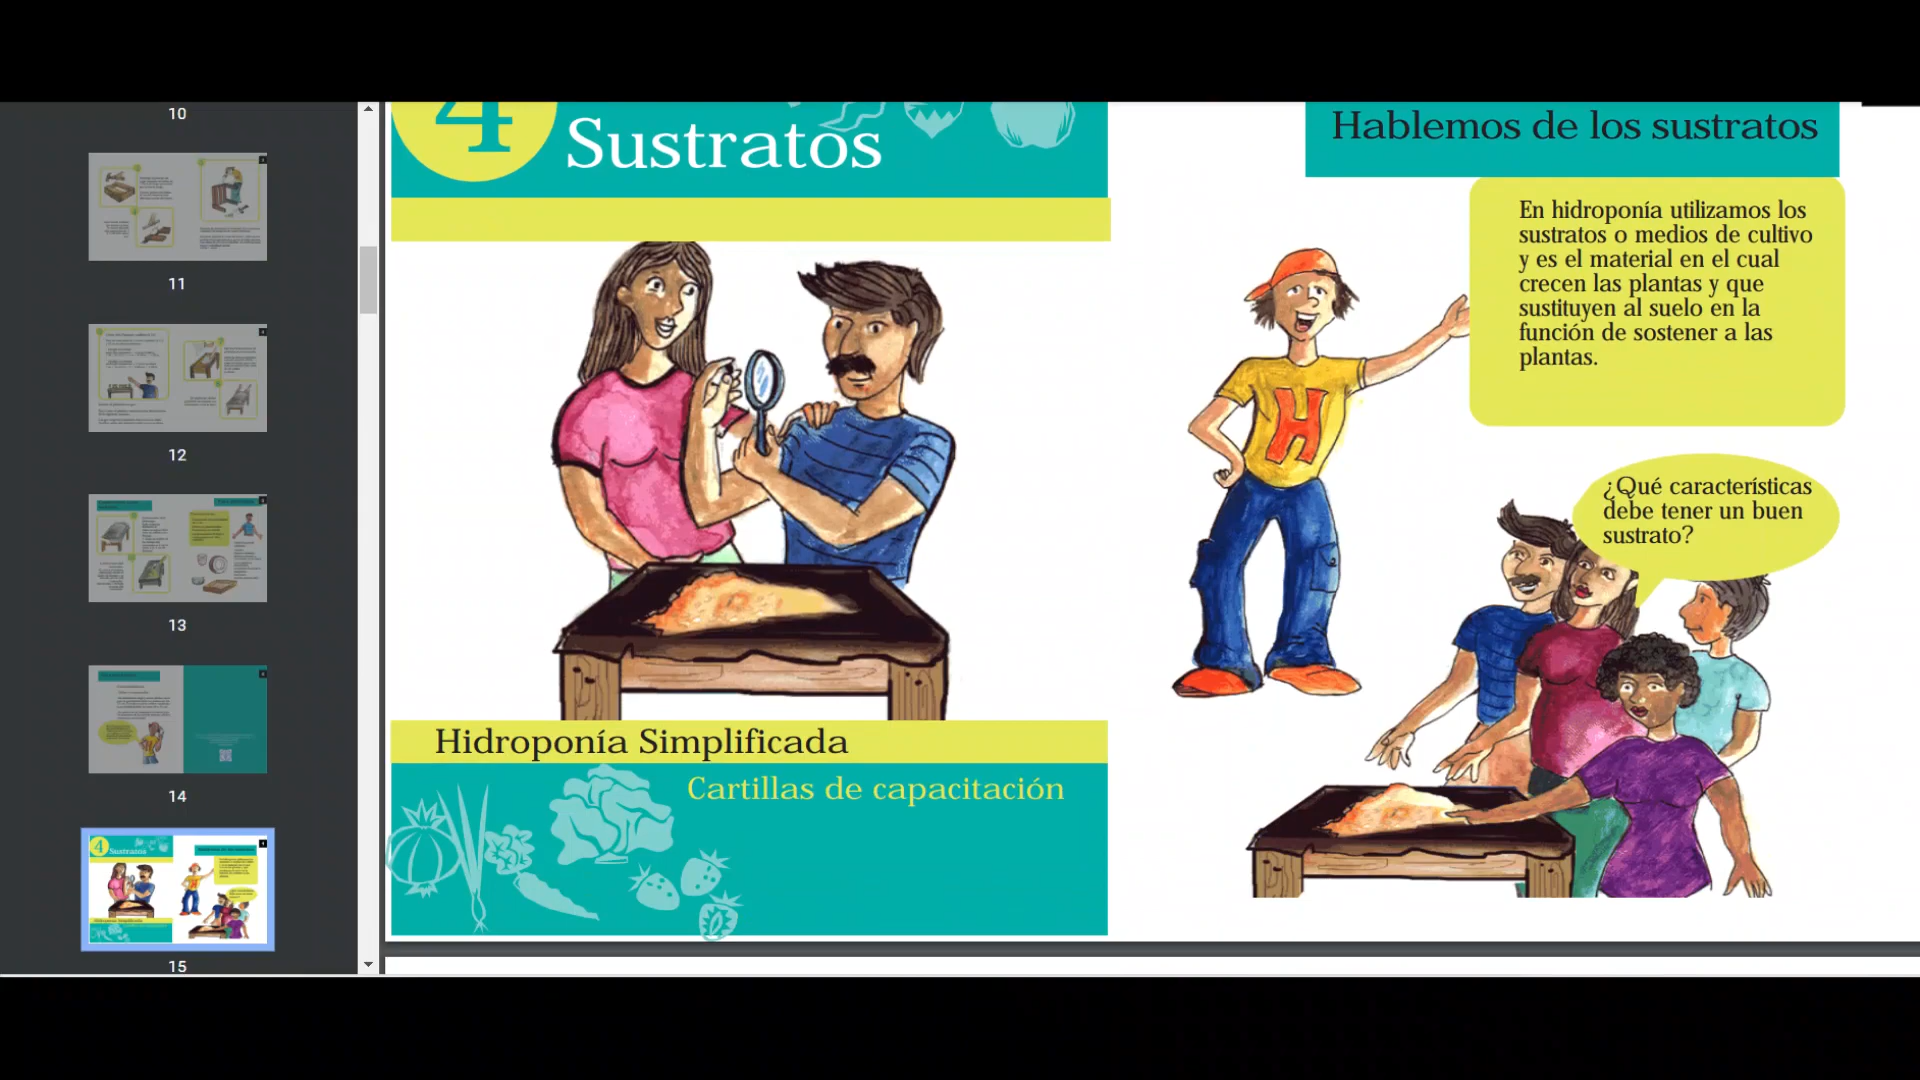 10
11
12
13
14
15
4
Sustratos
Hidroponía Simplificada
Cartillas de capacitación
Hablemos de los sustratos
En hidroponía utilizamos los
sustratos o medios de cultivo
y es el material en el cual
crecen las plantas y que
sustituyen al suelo en la
función de sostener a las
plantas.
H
¿Qué características
debe tener un buen
sustrato?